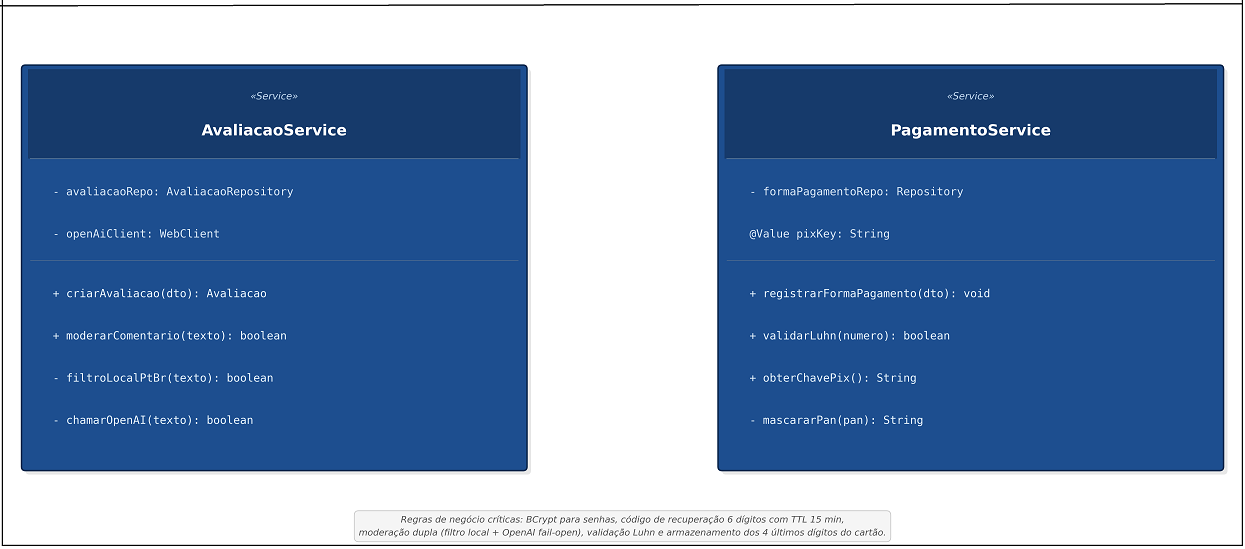 «Service»
AvaliacaoService
- avaliacaoRepo: AvaliacaoRepository
- openAiClient: WebClient
+ criarAvaliacao(dto): Avaliacao
+ moderarComentario(texto): boolean
- filtroLocalPtBr(texto): boolean
- chamarOpenAI(texto): boolean
«Service»
PagamentoService
- formaPagamentoRepo: Repository
@Value pixKey: String
+ registrarFormaPagamento(dto): void
+ validarLuhn(numero): boolean
+ obterChavePix(): String
- mascararPan(pan): String
Regras de negócio críticas: BCrypt para senhas, código de recuperação 6 dígitos com TTL 15 min,
moderação dupla (filtro local + OpenAI fail-open), validação Luhn e armazenamento dos 4 últimos dígitos do cartão.